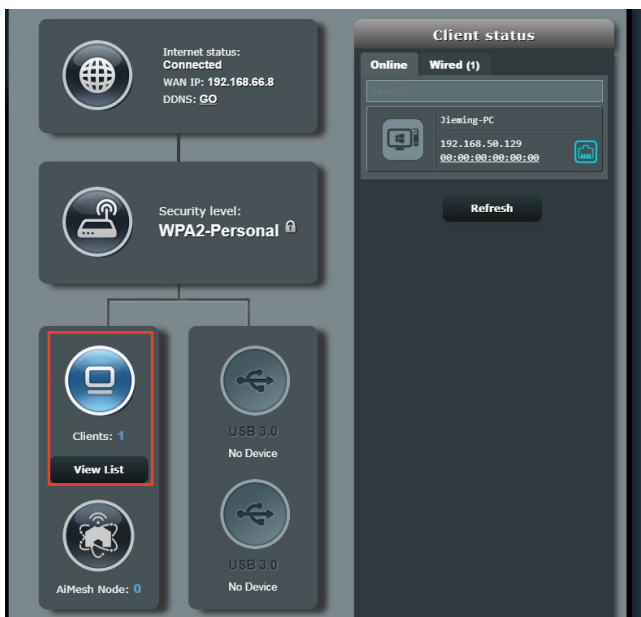 Internet status:
Connected
WAN IP: 192.168.66.8
DDNS: GO
Security level:
WPA2-Personal
Clients: 1
View List
AiMesh Node: 0
USB 3.0
No Device
USB 3.0
No Device
Client status
Online Wired (1)
Search
Jieming-PC
192.168.50.129
00:00:00:00:00:00
Refresh